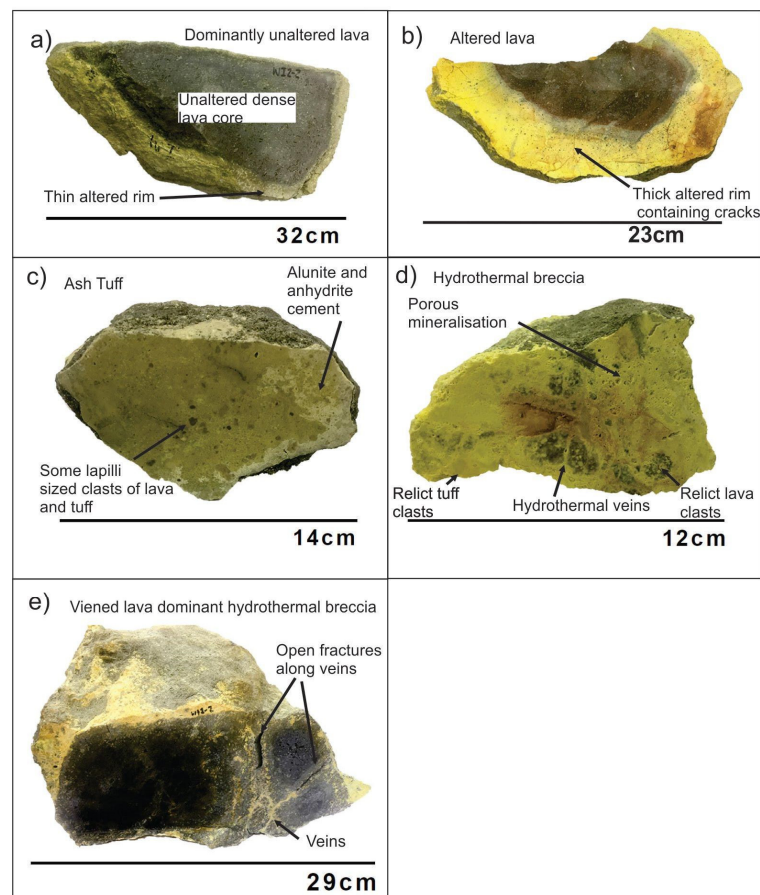 a)
Dominantly unaltered lava
WI2-2
Unaltered dense
lava core
Thin altered rim
32cm
b)
Altered lava
Thick altered rim
containing cracks
23cm
c)
Ash Tuff
Alunite and
anhydrite
cement
Some lapilli
sized clasts of lava
and tuff
14cm
d)
Hydrothermal breccia
Porous
mineralisation
Relict tuff
clasts
Hydrothermal veins
Relict lava
clasts
12cm
e)
Viened lava dominant hydrothermal breccia
Open fractures
along veins
Veins
29cm